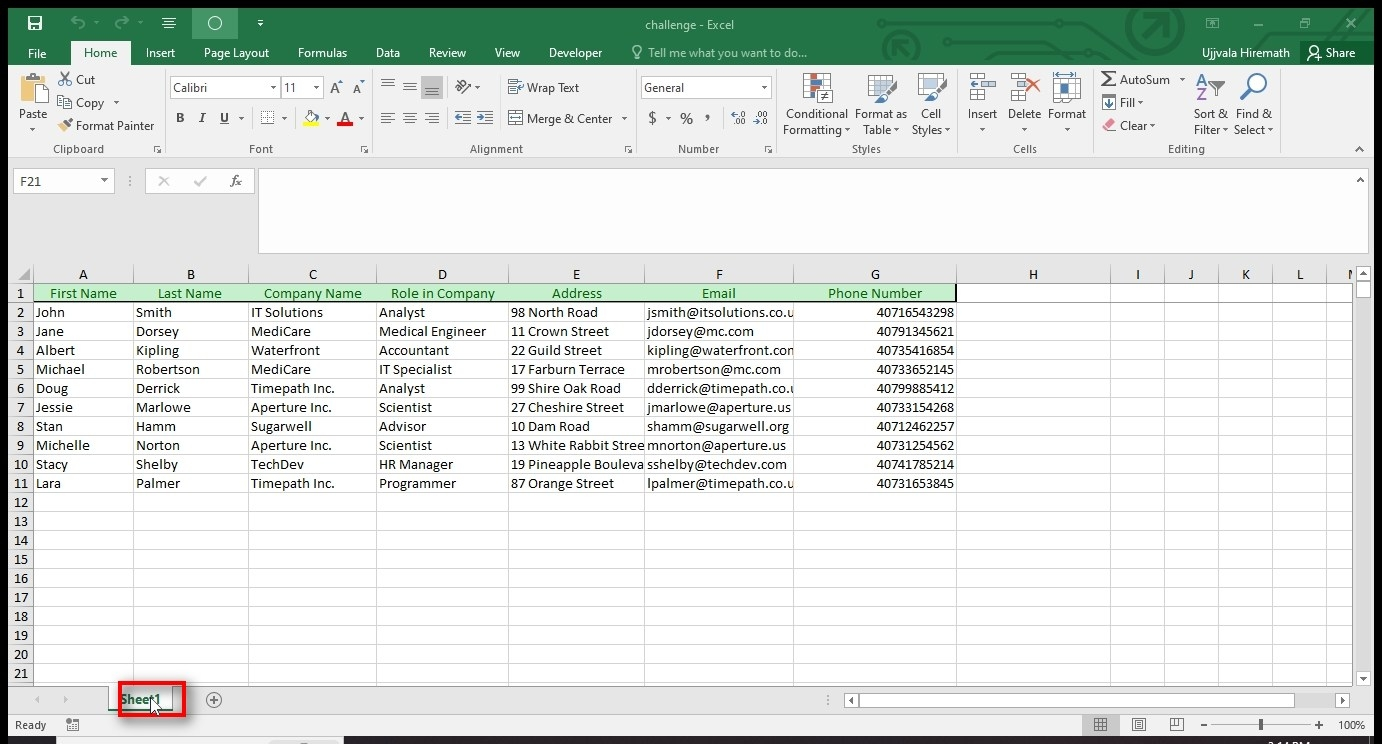 challenge - Excel
File Home Insert Page Layout Formulas Data Review View Developer Tell me what you want to do... Ujjvala Hiremath Share
Cut
Copy
Format Painter
Paste
Clipboard
Calibri 11
A A
B I U A
Font
Wrap Text
Merge & Center
Alignment
General
$ % ,
Number
Conditional Formatting
Format as Table
Cell Styles
Styles
Insert Delete Format
Cells
AutoSum
Fill
Clear
Sort & Filter
Find & Select
Editing
F21 fx
A B C D E F G H I J K L
1 First Name Last Name Company Name Role in Company Address Email Phone Number
2 John Smith IT Solutions Analyst 98 North Road jsmith@itsolutions.co.u 40716543298
3 Jane Dorsey MediCare Medical Engineer 11 Crown Street jdorsey@mc.com 40791345621
4 Albert Kipling Waterfront Accountant 22 Guild Street kipling@waterfront.con 40735416854
5 Michael Robertson MediCare IT Specialist 17 Farburn Terrace mrobertson@mc.com 40733652145
6 Doug Derrick Timepath Inc. Analyst 99 Shire Oak Road dderrick@timepath.co.u 40799885412
7 Jessie Marlowe Aperture Inc. Scientist 27 Cheshire Street jmarlowe@aperture.us 40733154268
8 Stan Hamm Sugarwell Advisor 10 Dam Road shamm@sugarwell.org 40712462257
9 Michelle Norton Aperture Inc. Scientist 13 White Rabbit Stree mnorton@aperture.us 40731254562
10 Stacy Shelby TechDev HR Manager 19 Pineapple Bouleva sshelby@techdev.com 40741785214
11 Lara Palmer Timepath Inc. Programmer 87 Orange Street lpalmer@timepath.co.u 40731653845
12
13
14
15
16
17
18
19
20
21
Sheet1
Ready 100%